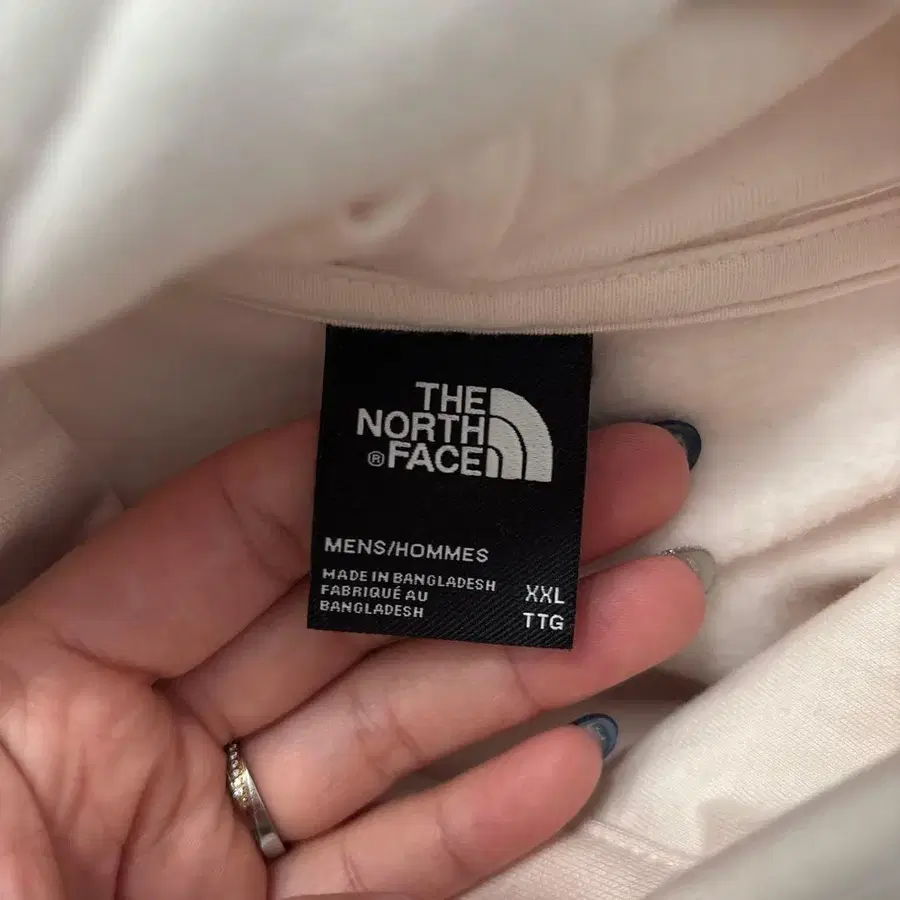 THE
NORTH
® FACE
MENS/HOMMES
MADE IN BANGLADESH
FABRIQUÉ AU
BANGLADESH
XXL
TTG